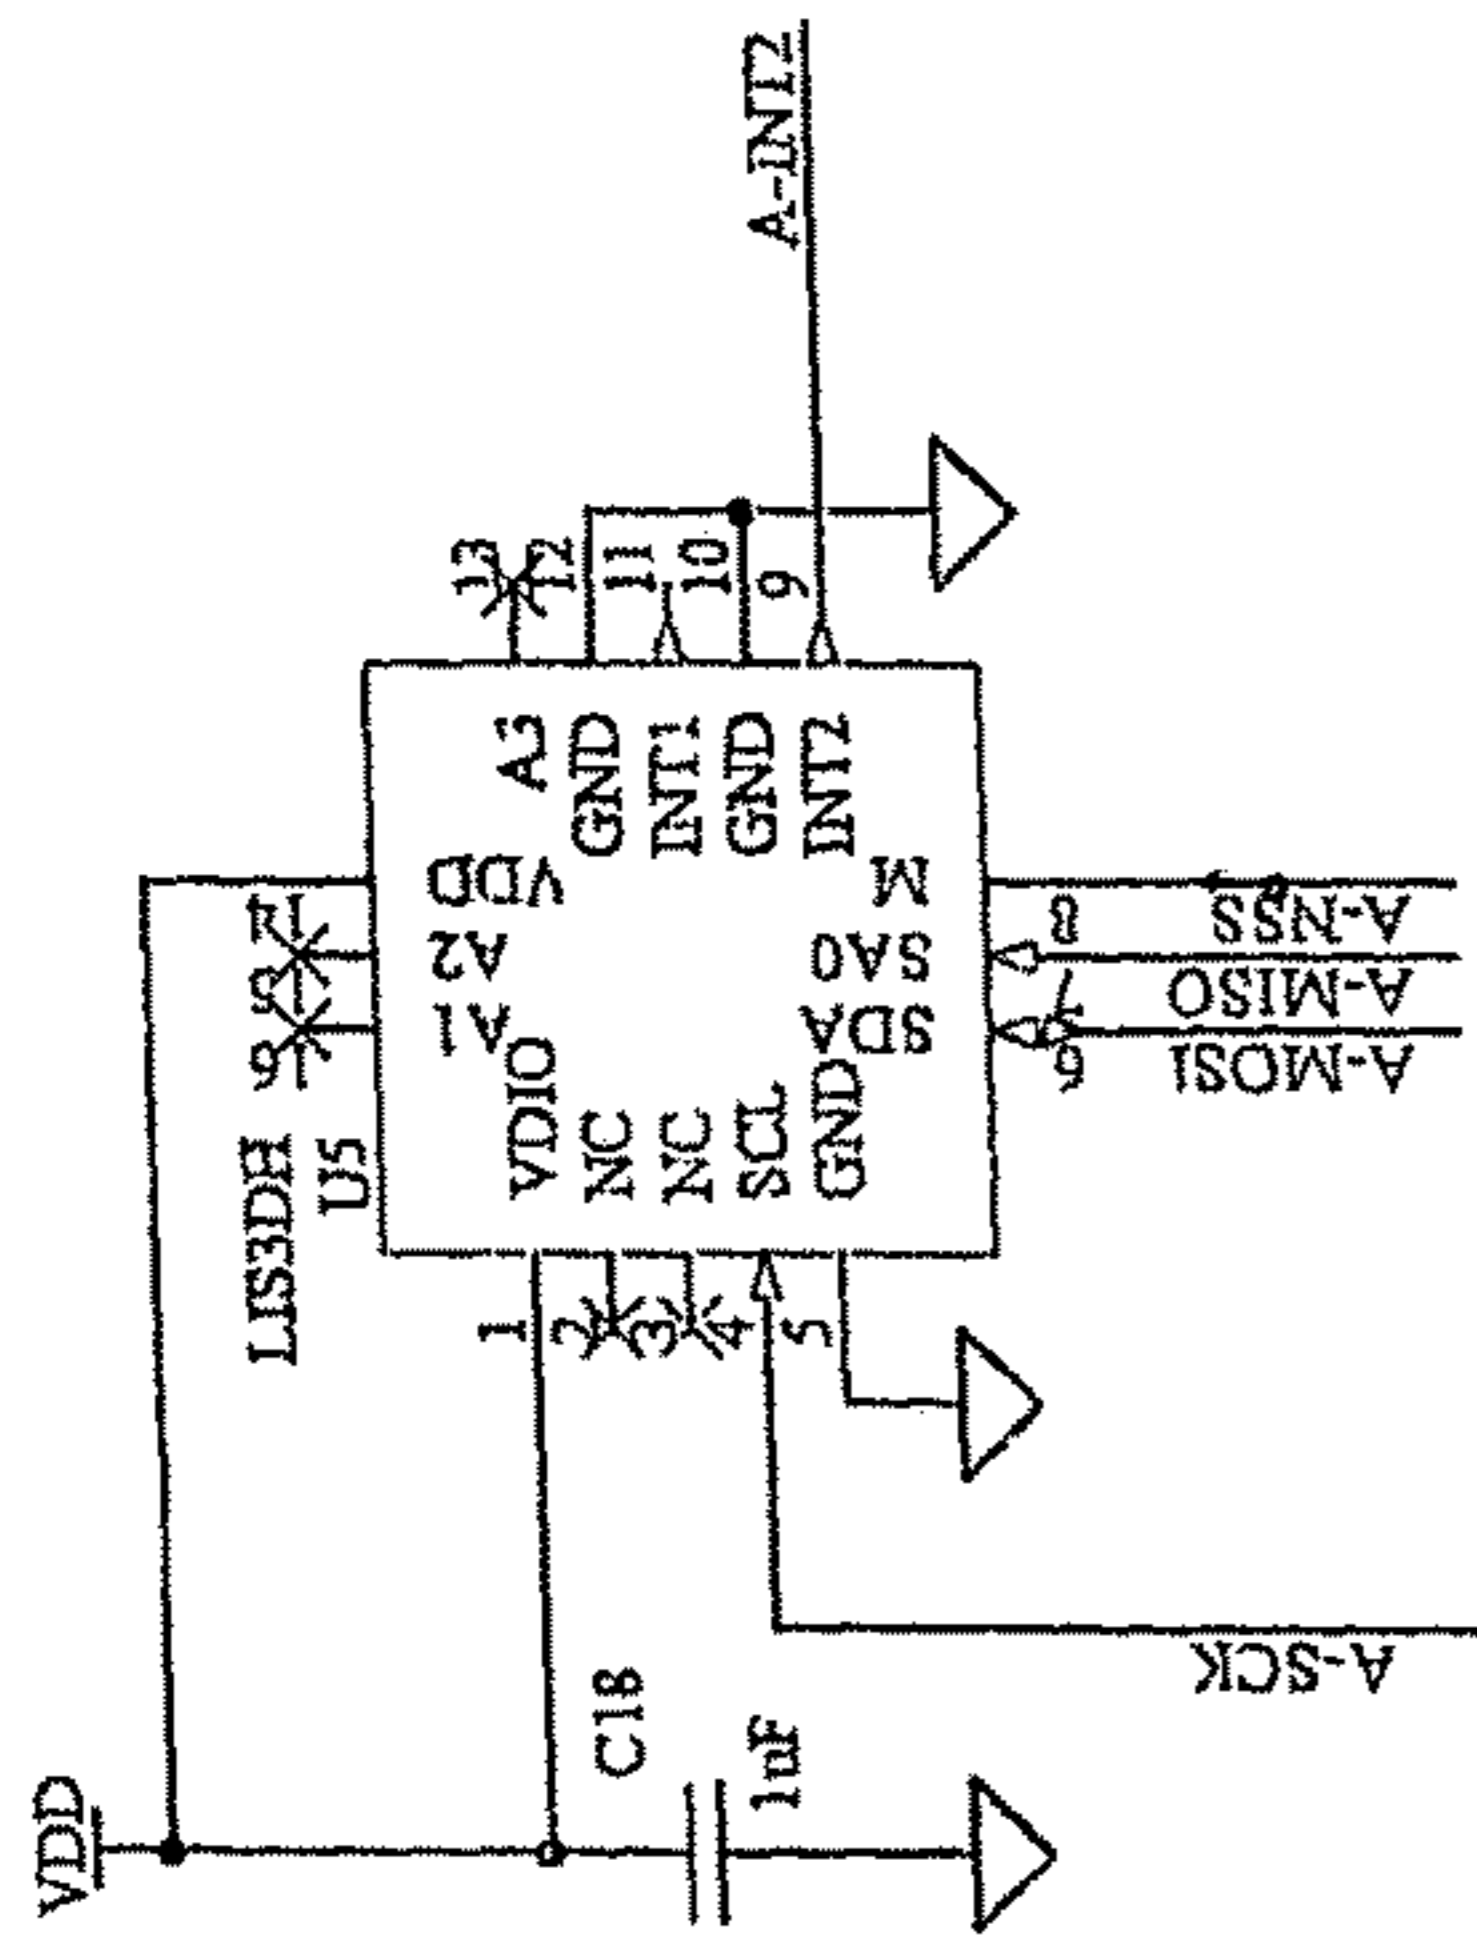 VDD
C18
1uF
A-SCK
LIS3DH
U5
1
2
3
4
5
VDIO
NC
NC
SCL
GND
16
15
14
A1
A2
VDD
SDA
SA0
M
6
7
8
A-MOSI
A-MISO
A-NSS
A3
GND
INT1
GND
INT2
13
12
11
10
9
A-INT2